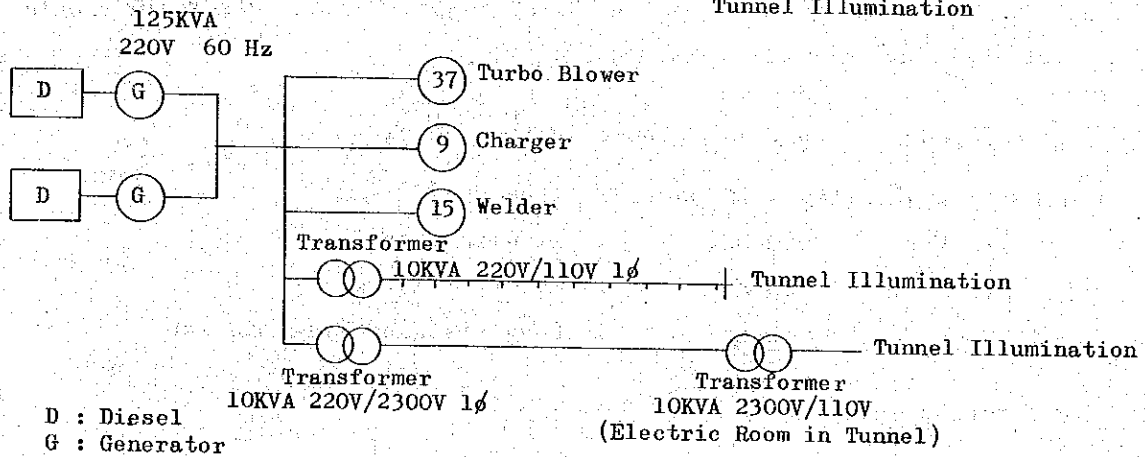 Tunnel Illumination
125KVA
220V 60 Hz
D G 37 Turbo Blower
9 Charger
D G 15 Welder
Transformer
10KVA 220V/110V 1ø Tunnel Illumination
Tunnel Illumination
Transformer
10KVA 220V/2300V 1ø
Transformer
10KVA 2300V/110V
(Electric Room in Tunnel)
D : Diesel
G : Generator